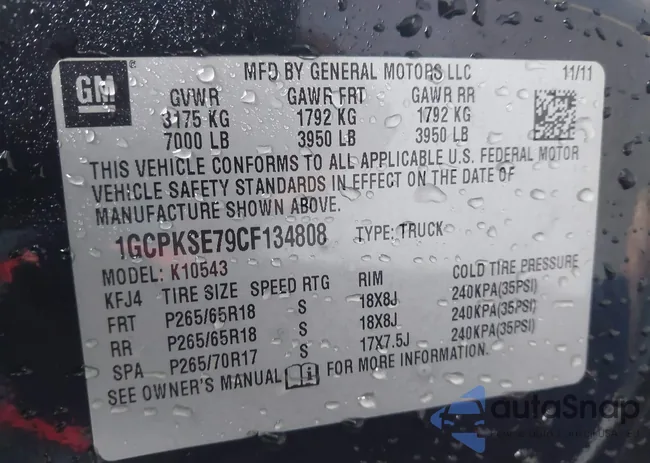 GM
MFD BY GENERAL MOTORS LLC 11/11
GVWR GAWR FRT GAWR RR
3175 KG 1792 KG 1792 KG
7000 LB 3950 LB 3950 LB
THIS VEHICLE CONFORMS TO ALL APPLICABLE U.S. FEDERAL MOTOR
VEHICLE SAFETY STANDARDS IN EFFECT ON THE DATE OF
MANUFACTURE SHOWN ABOVE.
1GCPKSE79CF134808 TYPE: TRUCK
MODEL: K10543
KFJ4 TIRE SIZE SPEED RTG RIM COLD TIRE PRESSURE
FRT P265/65R18 S 18X8J 240KPA(35PSI)
RR P265/65R18 S 18X8J 240KPA(35PSI)
SPA P265/70R17 S 17X7.5J 240KPA(35PSI)
SEE OWNER'S MANUAL FOR MORE INFORMATION.
autoSnap